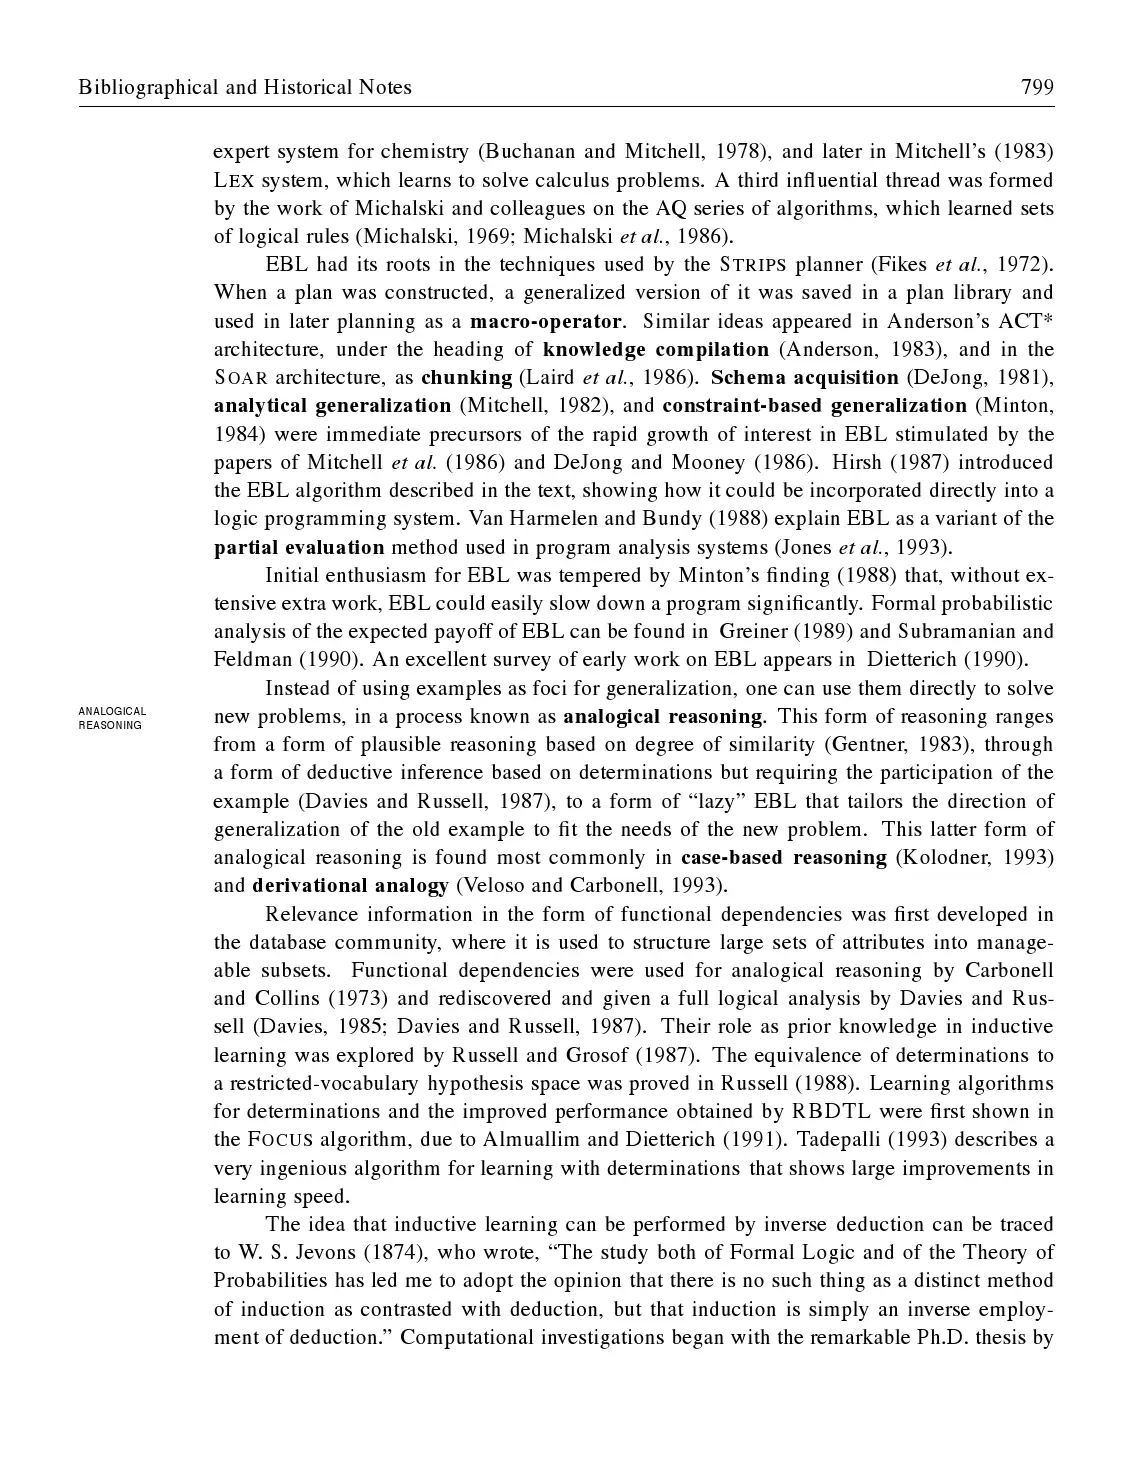 Bibliographical and Historical Notes 799
expert system for chemistry (Buchanan and Mitchell, 1978), and later in Mitchell's (1983)
LEX system, which learns to solve calculus problems. A third influential thread was formed
by the work of Michalski and colleagues on the AQ series of algorithms, which learned sets
of logical rules (Michalski, 1969; Michalski et al., 1986).
EBL had its roots in the techniques used by the STRIPS planner (Fikes et al., 1972).
When a plan was constructed, a generalized version of it was saved in a plan library and
used in later planning as a macro-operator. Similar ideas appeared in Anderson's ACT*
architecture, under the heading of knowledge compilation (Anderson, 1983), and in the
SOAR architecture, as chunking (Laird et al., 1986). Schema acquisition (DeJong, 1981),
analytical generalization (Mitchell, 1982), and constraint-based generalization (Minton,
1984) were immediate precursors of the rapid growth of interest in EBL stimulated by the
papers of Mitchell et al. (1986) and DeJong and Mooney (1986). Hirsh (1987) introduced
the EBL algorithm described in the text, showing how it could be incorporated directly into a
logic programming system. Van Harmelen and Bundy (1988) explain EBL as a variant of the
partial evaluation method used in program analysis systems (Jones et al., 1993).
Initial enthusiasm for EBL was tempered by Minton's finding (1988) that, without ex-
tensive extra work, EBL could easily slow down a program significantly. Formal probabilistic
analysis of the expected payoff of EBL can be found in Greiner (1989) and Subramanian and
Feldman (1990). An excellent survey of early work on EBL appears in Dietterich (1990).
Instead of using examples as foci for generalization, one can use them directly to solve
ANALOGICAL
REASONING
new problems, in a process known as analogical reasoning. This form of reasoning ranges
from a form of plausible reasoning based on degree of similarity (Gentner, 1983), through
a form of deductive inference based on determinations but requiring the participation of the
example (Davies and Russell, 1987), to a form of “lazy” EBL that tailors the direction of
generalization of the old example to fit the needs of the new problem. This latter form of
analogical reasoning is found most commonly in case-based reasoning (Kolodner, 1993)
and derivational analogy (Veloso and Carbonell, 1993).
Relevance information in the form of functional dependencies was first developed in
the database community, where it is used to structure large sets of attributes into manage-
able subsets. Functional dependencies were used for analogical reasoning by Carbonell
and Collins (1973) and rediscovered and given a full logical analysis by Davies and Rus-
sell (Davies, 1985; Davies and Russell, 1987). Their role as prior knowledge in inductive
learning was explored by Russell and Grosof (1987). The equivalence of determinations to
a restricted-vocabulary hypothesis space was proved in Russell (1988). Learning algorithms
for determinations and the improved performance obtained by RBDTL were first shown in
the FOCUS algorithm, due to Almuallim and Dietterich (1991). Tadepalli (1993) describes a
very ingenious algorithm for learning with determinations that shows large improvements in
learning speed.
The idea that inductive learning can be performed by inverse deduction can be traced
to W. S. Jevons (1874), who wrote, “The study both of Formal Logic and of the Theory of
Probabilities has led me to adopt the opinion that there is no such thing as a distinct method
of induction as contrasted with deduction, but that induction is simply an inverse employ-
ment of deduction.” Computational investigations began with the remarkable Ph.D. thesis by